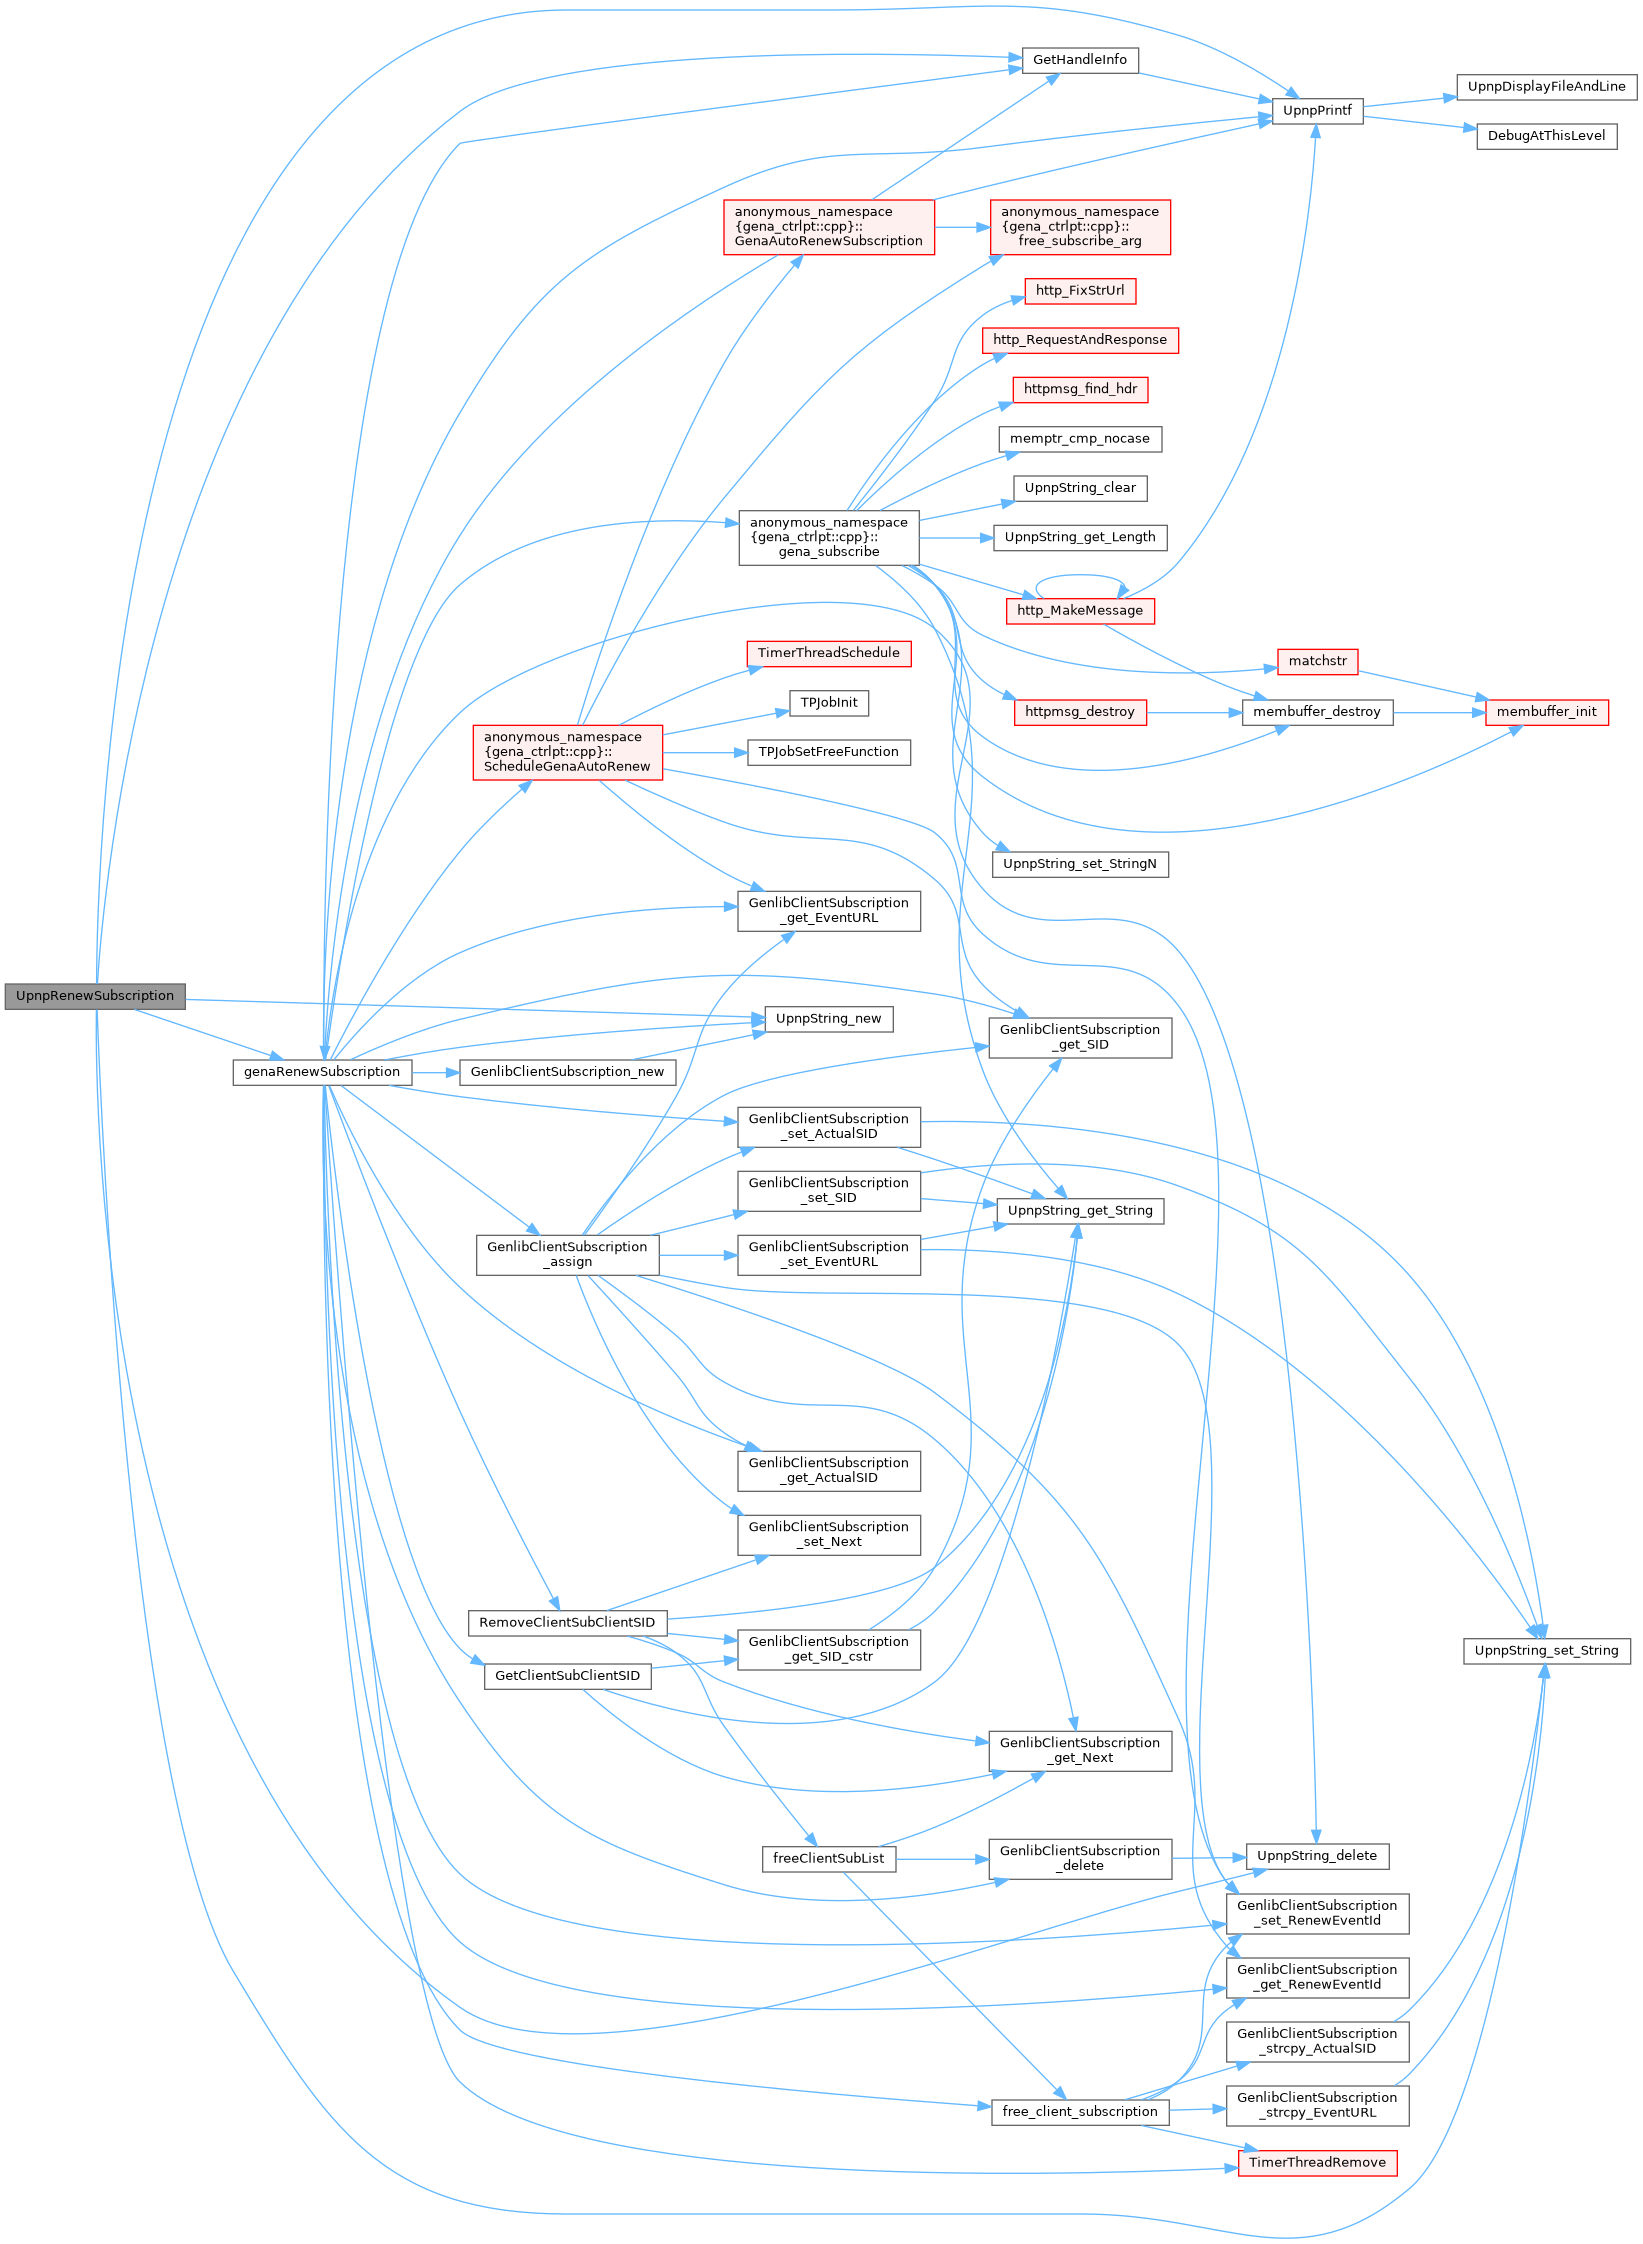 GetHandleInfo
UpnpDisplayFileAndLine
UpnpPrintf
DebugAtThisLevel
anonymous_namespace
{gena_ctrlpt::cpp}::
GenaAutoRenewSubscription
anonymous_namespace
{gena_ctrlpt::cpp}::
free_subscribe_arg
http_FixStrUrl
http_RequestAndResponse
httpmsg_find_hdr
memptr_cmp_nocase
UpnpString_clear
anonymous_namespace
{gena_ctrlpt::cpp}::
gena_subscribe
UpnpString_get_Length
http_MakeMessage
TimerThreadSchedule
matchstr
TPJobInit
httpmsg_destroy
membuffer_destroy
membuffer_init
anonymous_namespace
{gena_ctrlpt::cpp}::
ScheduleGenaAutoRenew
TPJobSetFreeFunction
UpnpString_set_StringN
GenlibClientSubscription
_get_EventURL
UpnpRenewSubscription
UpnpString_new
GenlibClientSubscription
_get_SID
genaRenewSubscription
GenlibClientSubscription_new
GenlibClientSubscription
_set_ActualSID
GenlibClientSubscription
_set_SID
UpnpString_get_String
GenlibClientSubscription
_assign
GenlibClientSubscription
_set_EventURL
GenlibClientSubscription
_get_ActualSID
GenlibClientSubscription
_set_Next
RemoveClientSubClientSID
GenlibClientSubscription
_get_SID_cstr
UpnpString_set_String
GetClientSubClientSID
GenlibClientSubscription
_get_Next
freeClientSubList
GenlibClientSubscription
_delete
UpnpString_delete
GenlibClientSubscription
_set_RenewEventId
GenlibClientSubscription
_get_RenewEventId
GenlibClientSubscription
_strcpy_ActualSID
free_client_subscription
GenlibClientSubscription
_strcpy_EventURL
TimerThreadRemove